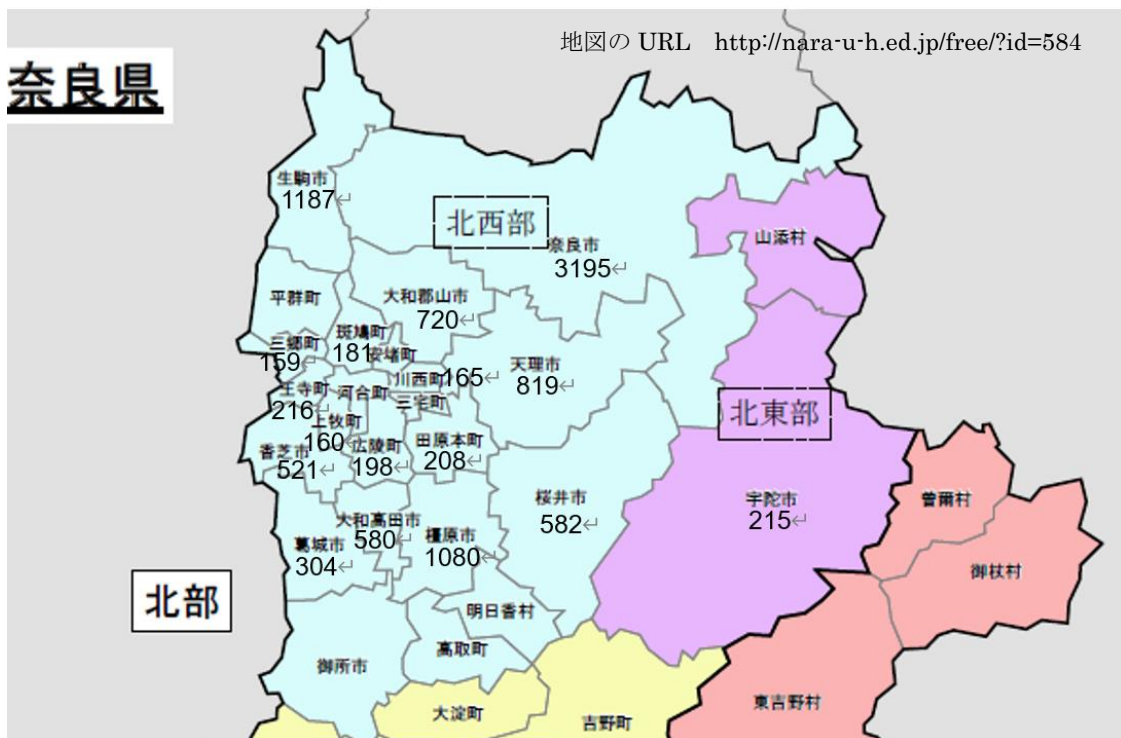 地図の URL　http://nara-u-h.ed.jp/free/?id=584
奈良県
生駒市
1187↵
北西部
奈良市
3195↵
山添村
平群町
大和郡山市
720↵
三郷町
159↵
斑鳩町
181
安堵町
天理市
819↵
川西町
165↵
三宅町
王寺町
216↵
河合町
上牧町
160↵
北東部
香芝市
521↵
広陵町
198↵
田原本町
208↵
桜井市
582↵
宇陀市
215↵
曽爾村
御杖村
大和高田市
580↵
橿原市
1080↵
葛城市
304↵
北部
明日香村
高取町
御所市
大淀町
吉野町
東吉野村